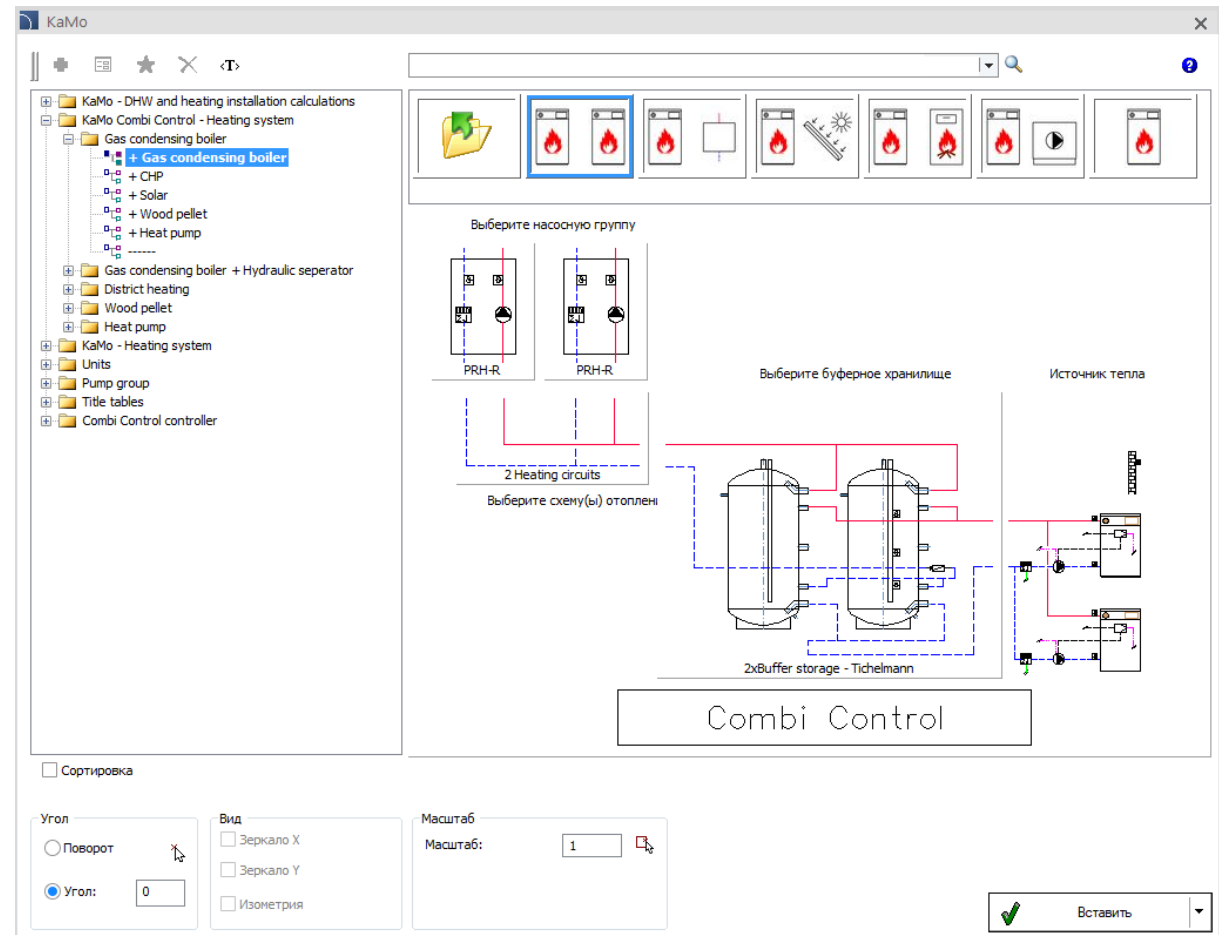 KaMo
<T>
KaMo - DHW and heating installation calculations
KaMo Combi Control - Heating system
Gas condensing boiler
+ Gas condensing boiler
+ CHP
+ Solar
+ Wood pellet
+ Heat pump
------
Gas condensing boiler + Hydraulic seperator
District heating
Wood pellet
Heat pump
KaMo - Heating system
Units
Pump group
Title tables
Combi Control controller
Выберите насосную группу
PRH-R
PRH-R
Выберите буферное хранилище
Источник тепла
2 Heating circuits
Выберите схему(ы) отоплени
2xBuffer storage - Tichelmann
Combi Control
Сортировка
Угол
Поворот
Угол:
0
Вид
Зеркало X
Зеркало Y
Изометрия
Масштаб
Масштаб:
1
Вставить